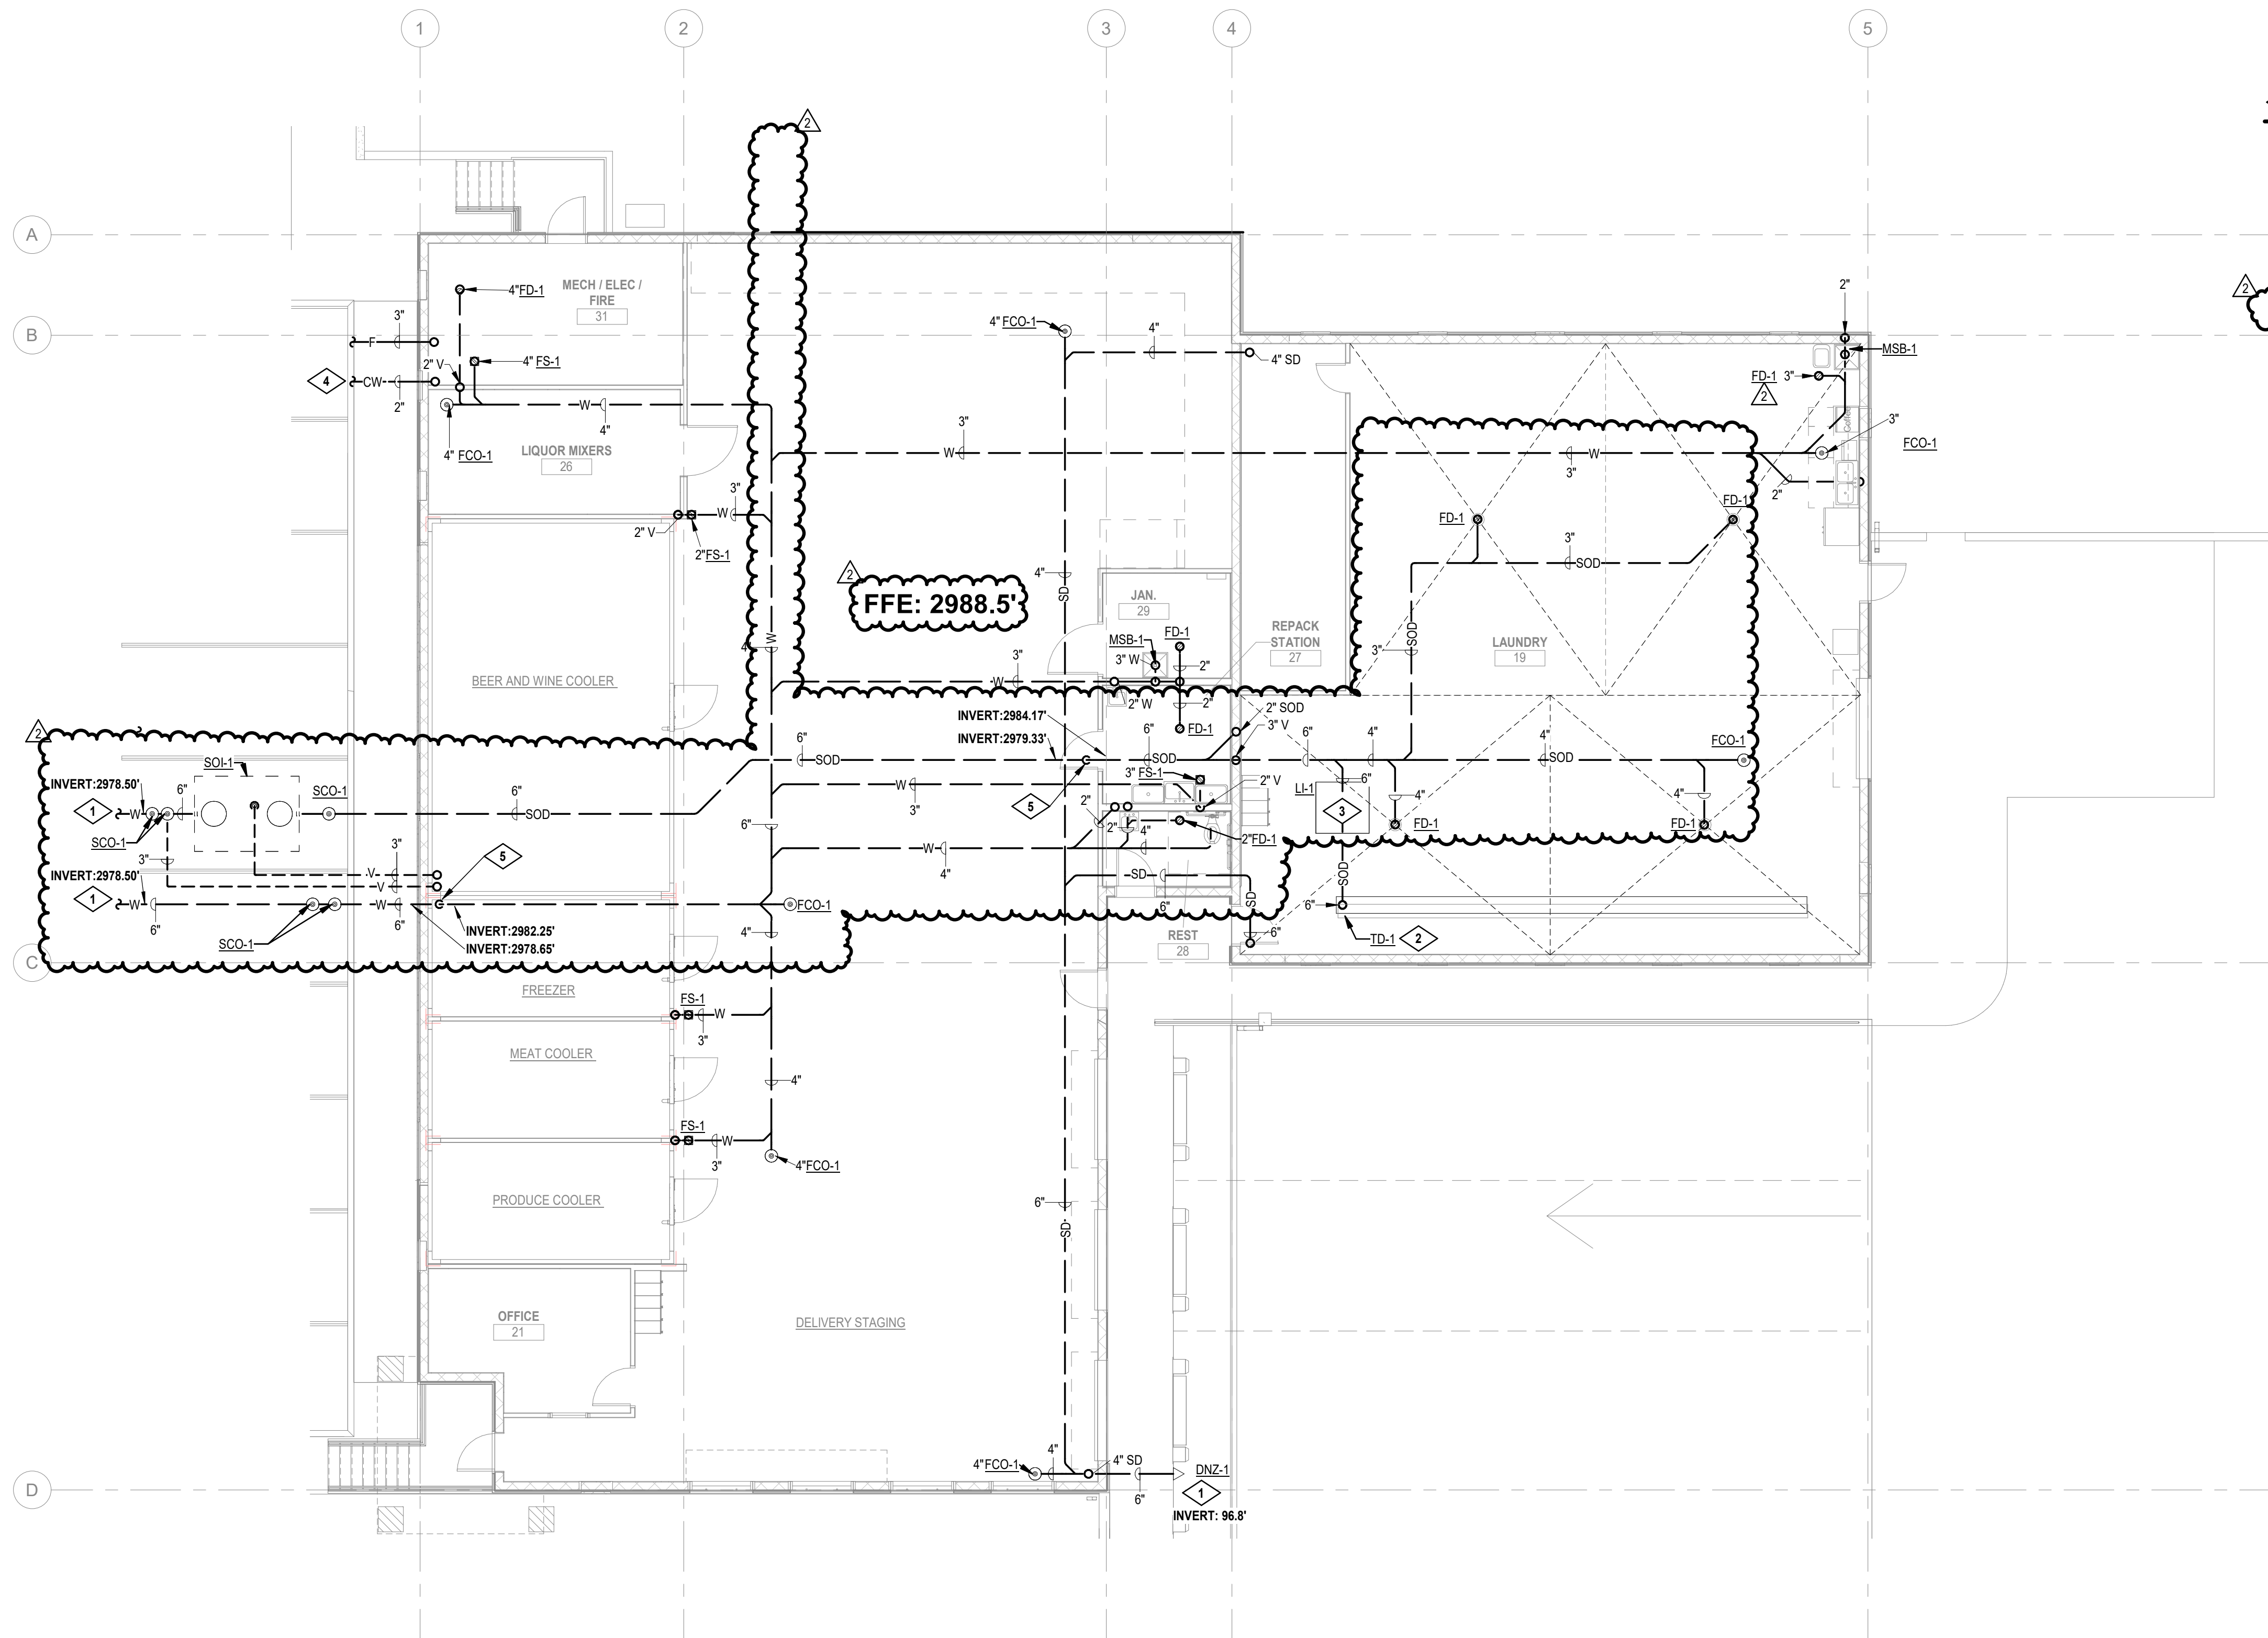 1
2
3
4
5
2
A
2"
2
4"FD-1
MECH / ELEC /
FIRE
31
3"
4" FCO-1
4"
B
F
4" SD
MSB-1
2" V
4" FS-1
FD-1 3"
4
CW
2"
2
W
4"
Coffee
3"
3"
FCO-1
LIQUOR MIXERS
26
4" FCO-1
W
W
3"
2"
3"
FD-1
W
FD-1
2" V
2"FS-1
3"
SOD
4"
2
FFE: 2988.5'
SD
JAN.
29
REPACK
STATION
27
SOD
LAUNDRY
19
W
4"
MSB-1
FD-1
3"
3"
3" W
2"
BEER AND WINE COOLER
W
2" W
2"
2" SOD
INVERT:2984.17'
3" V
FD-1
2
6"
INVERT:2979.33'
6"
6"
4"
4"
FCO-1
SOI-1
SOD
SOD
SOD
INVERT:2978.50'
6"
SCO-1
6"
W
3" FS-1
2" V
6"
LI-1
1
W
SOD
3"
5
2"
3
4"
4"
SCO-1
6"
2"
4"
2"FD-1
FD-1
FD-1
3"
3"
5
W
4"
INVERT:2978.50'
V
V
SD
SOD
1
W
6"
W
6"
FCO-1
6"
SD
6"
INVERT:2982.25'
4"
6"
SCO-1
INVERT:2978.65'
REST
28
TD-1
2
C
FREEZER
FS-1
W
3"
MEAT COOLER
4"
FS-1
W
3"
4"FCO-1
PRODUCE COOLER
6"
SD
OFFICE
21
DELIVERY STAGING
4"
4" SD
4"FCO-1
DNZ-1
D
6"
1
INVERT: 96.8'